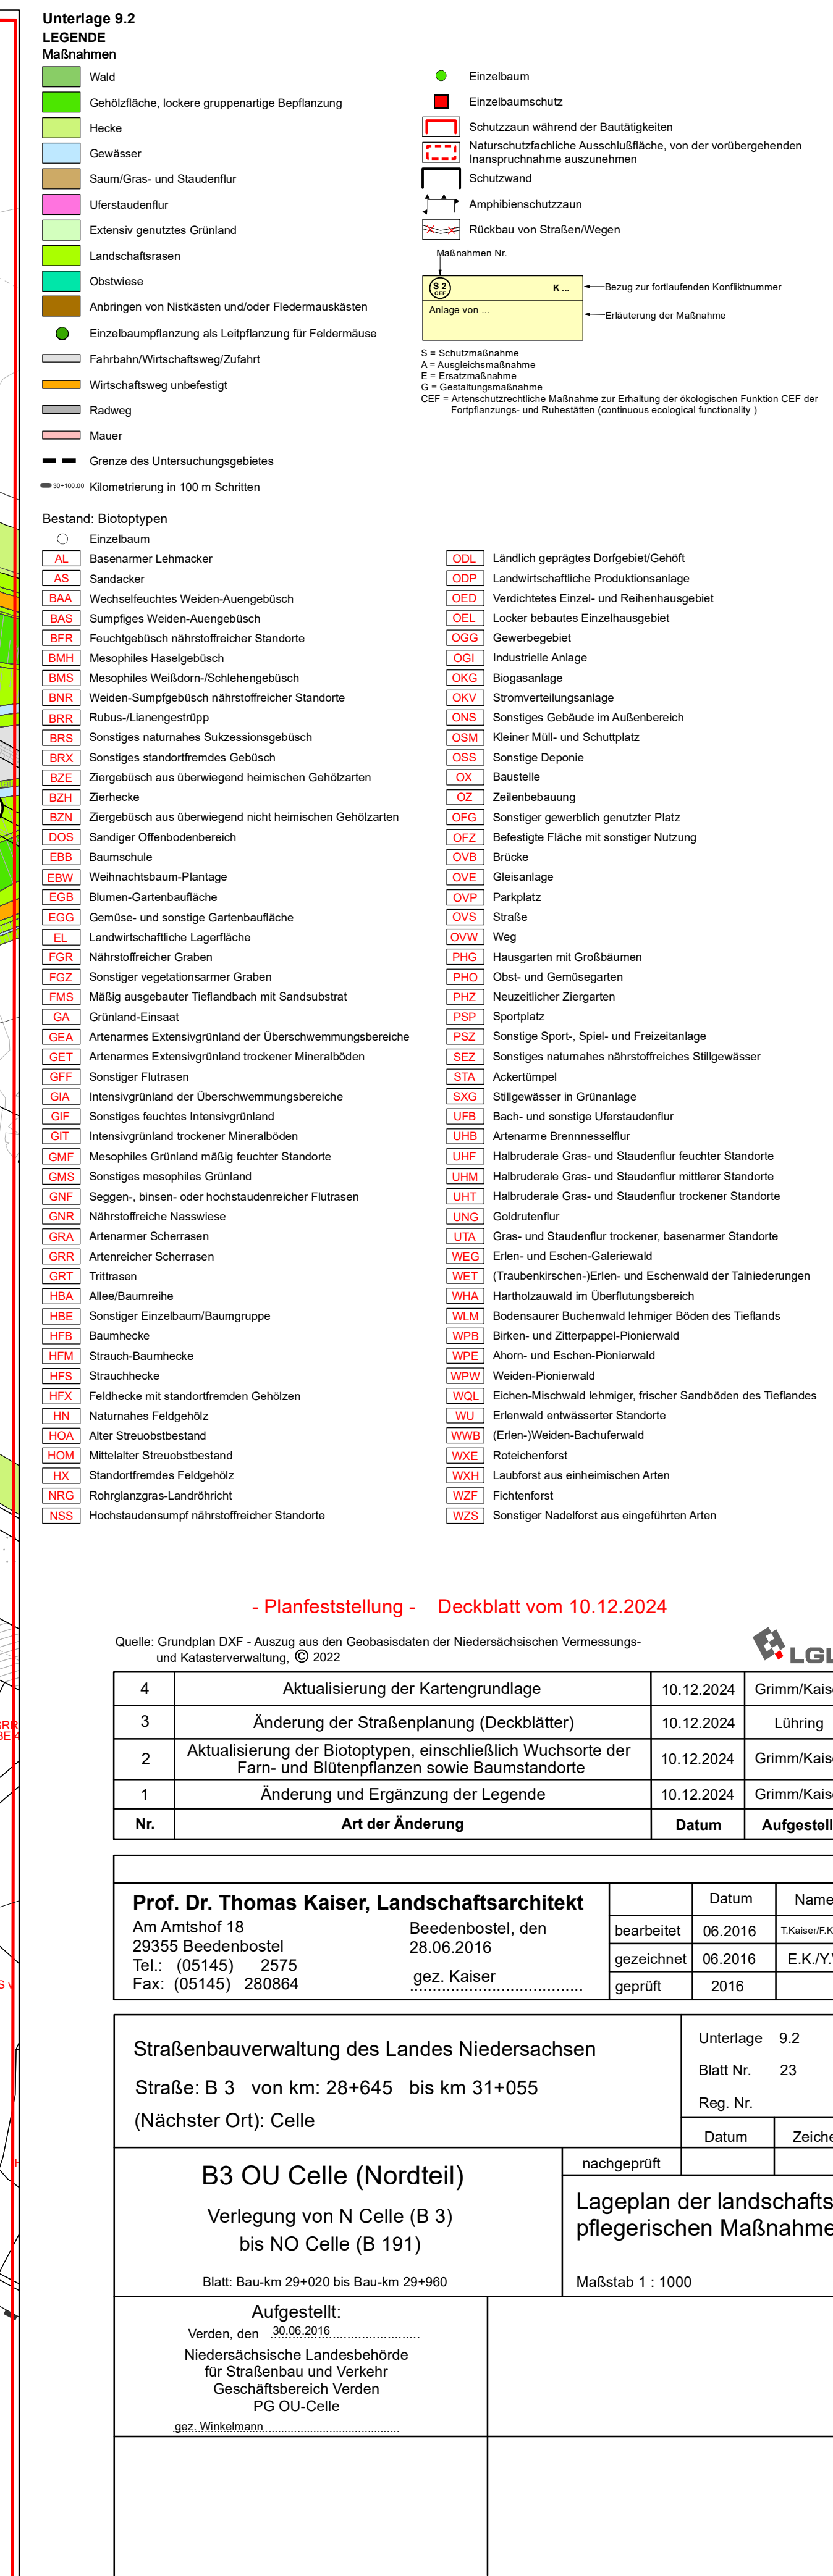 Unterlage 9.2
LEGENDE
Maßnahmen
Wald
Gehölzfläche, lockere gruppenartige Bepflanzung
Hecke
Gewässer
Saum/Gras- und Staudenflur
Uferstaudenflur
Extensiv genutztes Grünland
Landschaftsrasen
Obstwiese
Anbringen von Nistkästen und/oder Fledermauskästen
Einzelbaumpflanzung als Leitpflanzung für Feldermäuse
Fahrbahn/Wirtschaftsweg/Zufahrt
Wirtschaftsweg unbefestigt
Radweg
Mauer
Grenze des Untersuchungsgebietes
30+100.00 Kilometrierung in 100 m Schritten
Einzelbaum
Einzelbaumschutz
Schutzzaun während der Bautätigkeiten
Naturschutzfachliche Ausschlußfläche, von der vorübergehenden
Inanspruchnahme auszunehmen
Schutzwand
Amphibienschutzzaun
Rückbau von Straßen/Wegen
Maßnahmen Nr.
S 2
CEF
K ...
Bezug zur fortlaufenden Konfliktnummer
Anlage von ...
Erläuterung der Maßnahme
S = Schutzmaßnahme
A = Ausgleichsmaßnahme
E = Ersatzmaßnahme
G = Gestaltungsmaßnahme
CEF = Artenschutzrechtliche Maßnahme zur Erhaltung der ökologischen Funktion CEF der
Fortpflanzungs- und Ruhestätten (continuous ecological functionality )
Bestand: Biotoptypen
Einzelbaum
AL Basenarmer Lehmacker
AS Sandacker
BAA Wechselfeuchtes Weiden-Auengebüsch
BAS Sumpfiges Weiden-Auengebüsch
BFR Feuchtgebüsch nährstoffreicher Standorte
BMH Mesophiles Haselgebüsch
BMS Mesophiles Weißdorn-/Schlehengebüsch
BNR Weiden-Sumpfgebüsch nährstoffreicher Standorte
BRR Rubus-/Lianengestrüpp
BRS Sonstiges naturnahes Sukzessionsgebüsch
BRX Sonstiges standortfremdes Gebüsch
BZE Ziergebüsch aus überwiegend heimischen Gehölzarten
BZH Zierhecke
BZN Ziergebüsch aus überwiegend nicht heimischen Gehölzarten
DOS Sandiger Offenbodenbereich
EBB Baumschule
EBW Weihnachtsbaum-Plantage
EGB Blumen-Gartenbaufläche
EGG Gemüse- und sonstige Gartenbaufläche
EL Landwirtschaftliche Lagerfläche
FGR Nährstoffreicher Graben
FGZ Sonstiger vegetationsarmer Graben
FMS Mäßig ausgebauter Tieflandbach mit Sandsubstrat
GA Grünland-Einsaat
GEA Artenarmes Extensivgrünland der Überschwemmungsbereiche
GET Artenarmes Extensivgrünland trockener Mineralböden
GFF Sonstiger Flutrasen
GIA Intensivgrünland der Überschwemmungsbereiche
GIF Sonstiges feuchtes Intensivgrünland
GIT Intensivgrünland trockener Mineralböden
GMF Mesophiles Grünland mäßig feuchter Standorte
GMS Sonstiges mesophiles Grünland
GNF Seggen-, binsen- oder hochstaudenreicher Flutrasen
GNR Nährstoffreiche Nasswiese
GRA Artenarmer Scherrasen
GRR Artenreicher Scherrasen
GRT Trittrasen
HBA Allee/Baumreihe
HBE Sonstiger Einzelbaum/Baumgruppe
HFB Baumhecke
HFM Strauch-Baumhecke
HFS Strauchhecke
HFX Feldhecke mit standortfremden Gehölzen
HN Naturnahes Feldgehölz
HOA Alter Streuobstbestand
HOM Mittelalter Streuobstbestand
HX Standortfremdes Feldgehölz
NRG Rohrglanzgras-Landröhricht
NSS Hochstaudensumpf nährstoffreicher Standorte
ODL Ländlich geprägtes Dorfgebiet/Gehöft
ODP Landwirtschaftliche Produktionsanlage
OED Verdichtetes Einzel- und Reihenhausgebiet
OEL Locker bebautes Einzelhausgebiet
OGG Gewerbegebiet
OGI Industrielle Anlage
OKG Biogasanlage
OKV Stromverteilungsanlage
ONS Sonstiges Gebäude im Außenbereich
OSM Kleiner Müll- und Schuttplatz
OSS Sonstige Deponie
OX Baustelle
OZ Zeilenbebauung
OFG Sonstiger gewerblich genutzter Platz
OFZ Befestigte Fläche mit sonstiger Nutzung
OVB Brücke
OVE Gleisanlage
OVP Parkplatz
OVS Straße
OVW Weg
PHG Hausgarten mit Großbäumen
PHO Obst- und Gemüsegarten
PHZ Neuzeitlicher Ziergarten
PSP Sportplatz
PSZ Sonstige Sport-, Spiel- und Freizeitanlage
SEZ Sonstiges naturnahes nährstoffreiches Stillgewässer
STA Ackertümpel
SXG Stillgewässer in Grünanlage
UFB Bach- und sonstige Uferstaudenflur
UHB Artenarme Brennnesselflur
UHF Halbruderale Gras- und Staudenflur feuchter Standorte
UHM Halbruderale Gras- und Staudenflur mittlerer Standorte
UHT Halbruderale Gras- und Staudenflur trockener Standorte
UNG Goldrutenflur
UTA Gras- und Staudenflur trockener, basenarmer Standorte
WEG Erlen- und Eschen-Galeriewald
WET (Traubenkirschen-)Erlen- und Eschenwald der Talniederungen
WHA Hartholzauwald im Überflutungsbereich
WLM Bodensaurer Buchenwald lehmiger Böden des Tieflands
WPB Birken- und Zitterpappel-Pionierwald
WPE Ahorn- und Eschen-Pionierwald
WPW Weiden-Pionierwald
WQL Eichen-Mischwald lehmiger, frischer Sandböden des Tieflandes
WU Erlenwald entwässerter Standorte
WWB (Erlen-)Weiden-Bachuferwald
WXE Roteichenforst
WXH Laubforst aus einheimischen Arten
WZF Fichtenforst
WZS Sonstiger Nadelforst aus eingeführten Arten
- Planfeststellung - Deckblatt vom 10.12.2024
Quelle: Grundplan DXF - Auszug aus den Geobasisdaten der Niedersächsischen Vermessungs-
und Katasterverwaltung, © 2022
LGL
4 Aktualisierung der Kartengrundlage 10.12.2024 Grimm/Kais
3 Änderung der Straßenplanung (Deckblätter) 10.12.2024 Lühring
2 Aktualisierung der Biotoptypen, einschließlich Wuchsorte der
Farn- und Blütenpflanzen sowie Baumstandorte 10.12.2024 Grimm/Kais
1 Änderung und Ergänzung der Legende 10.12.2024 Grimm/Kais
Nr. Art der Änderung Datum Aufgestell
Prof. Dr. Thomas Kaiser, Landschaftsarchitekt
Am Amtshof 18
29355 Beedenbostel
Tel.: (05145) 2575
Fax: (05145) 280864
Beedenbostel, den
28.06.2016
gez. Kaiser
Datum Name
bearbeitet 06.2016 T.Kaiser/F.K
gezeichnet 06.2016 E.K./Y.
geprüft 2016
Straßenbauverwaltung des Landes Niedersachsen
Straße: B 3 von km: 28+645 bis km 31+055
(Nächster Ort): Celle
Unterlage 9.2
Blatt Nr. 23
Reg. Nr.
Datum Zeiche
nachgeprüft
B3 OU Celle (Nordteil)
Verlegung von N Celle (B 3)
bis NO Celle (B 191)
Blatt: Bau-km 29+020 bis Bau-km 29+960
Lageplan der landschafts
pflegerischen Maßnahme
Maßstab 1 : 1000
Aufgestellt:
Verden, den 30.06.2016
Niedersächsische Landesbehörde
für Straßenbau und Verkehr
Geschäftsbereich Verden
PG OU-Celle
gez. Winkelmann